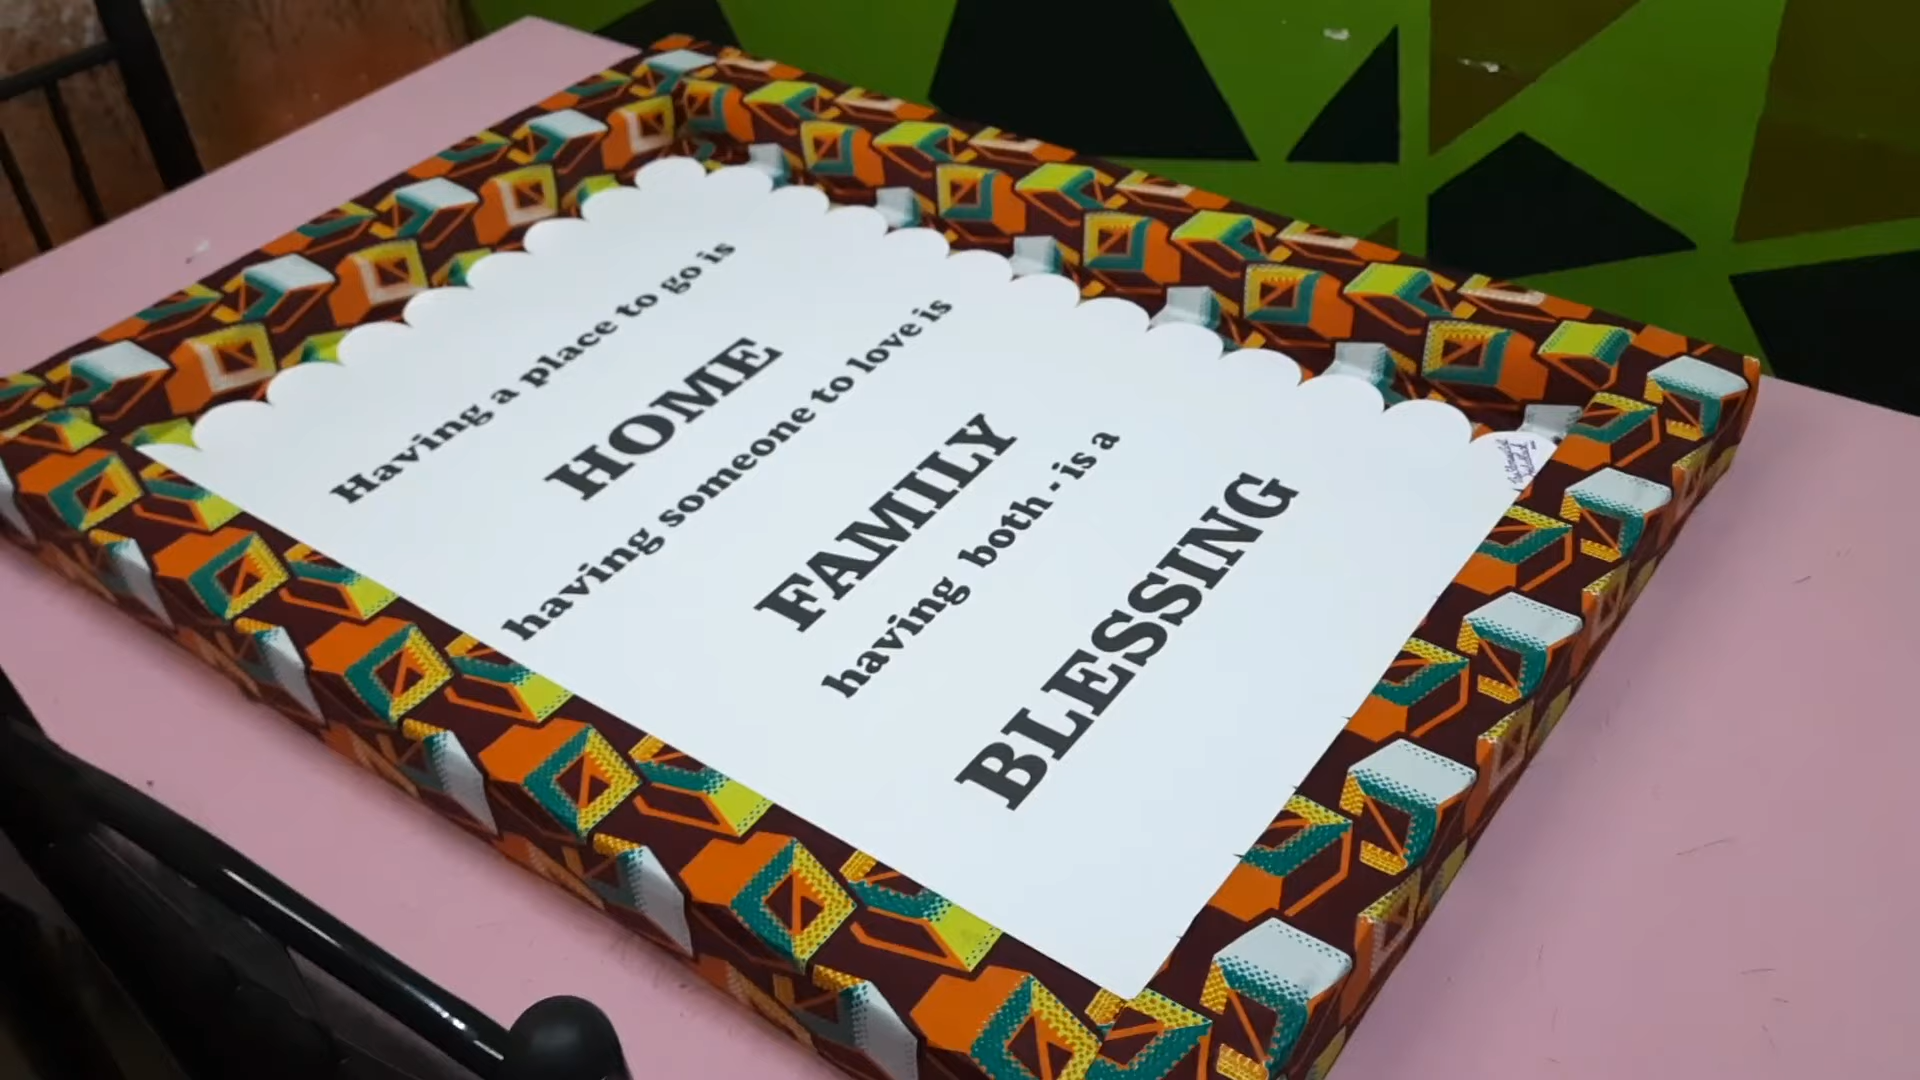 Having a place to go is
HOME
having someone to love is
FAMILY
having both - is a
BLESSING